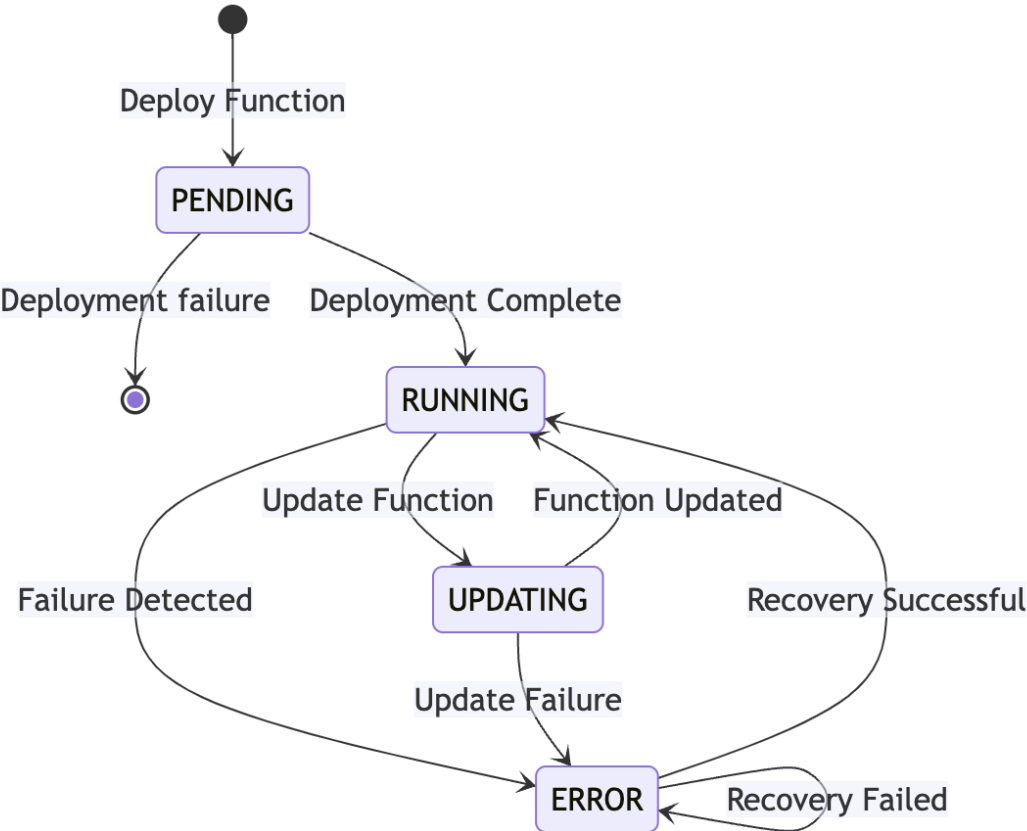 Deploy Function
PENDING
Deployment failure
Deployment Complete
RUNNING
Update Function
Function Updated
Failure Detected
UPDATING
Recovery Successful
Update Failure
ERROR
Recovery Failed